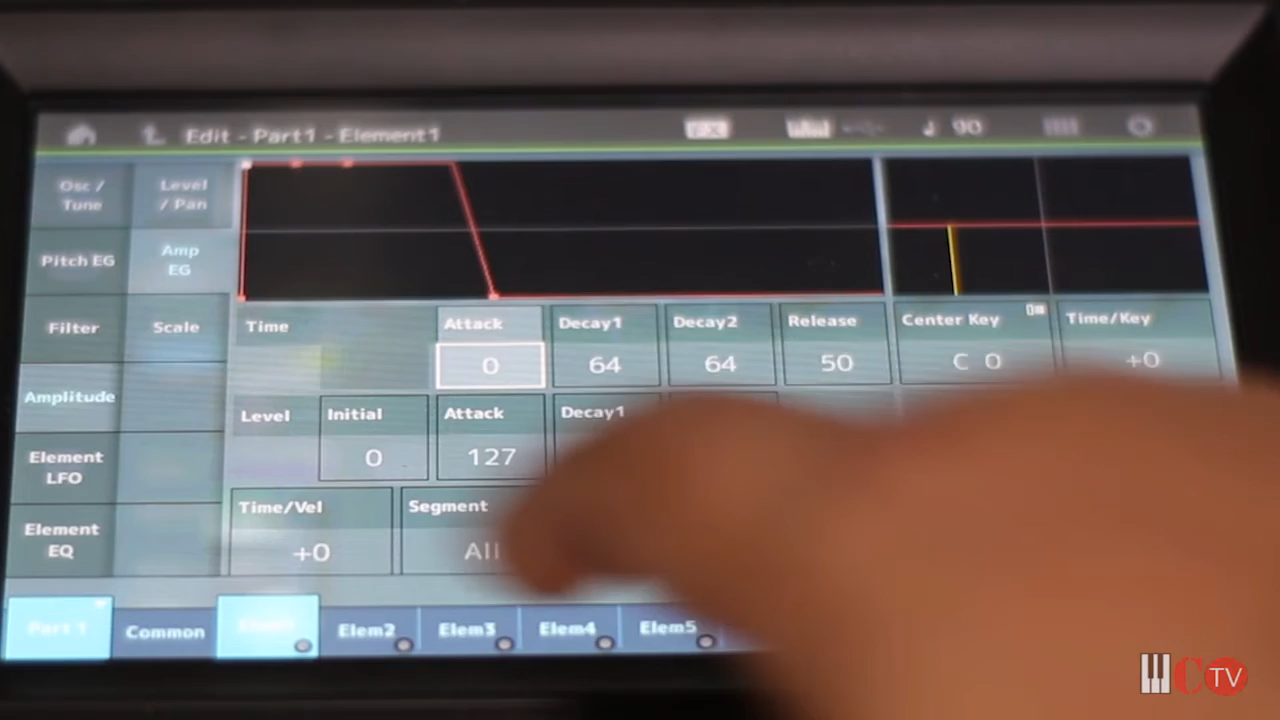 Edit - Part1 - Element1
90
Osc /
Tune
Level
/ Pan
Pitch EG
Amp
EG
Filter
Scale
Time
Attack
Decay1
Decay2
Release
Center Key
Time/Key
0
64
64
50
C 0
+0
Amplitude
Level
Initial
Attack
Decay1
0
127
Element
LFO
Time/Vel
Segment
+0
All
Element
EQ
Part 1
Common
Elem2
Elem3
Elem4
Elem5
CTV